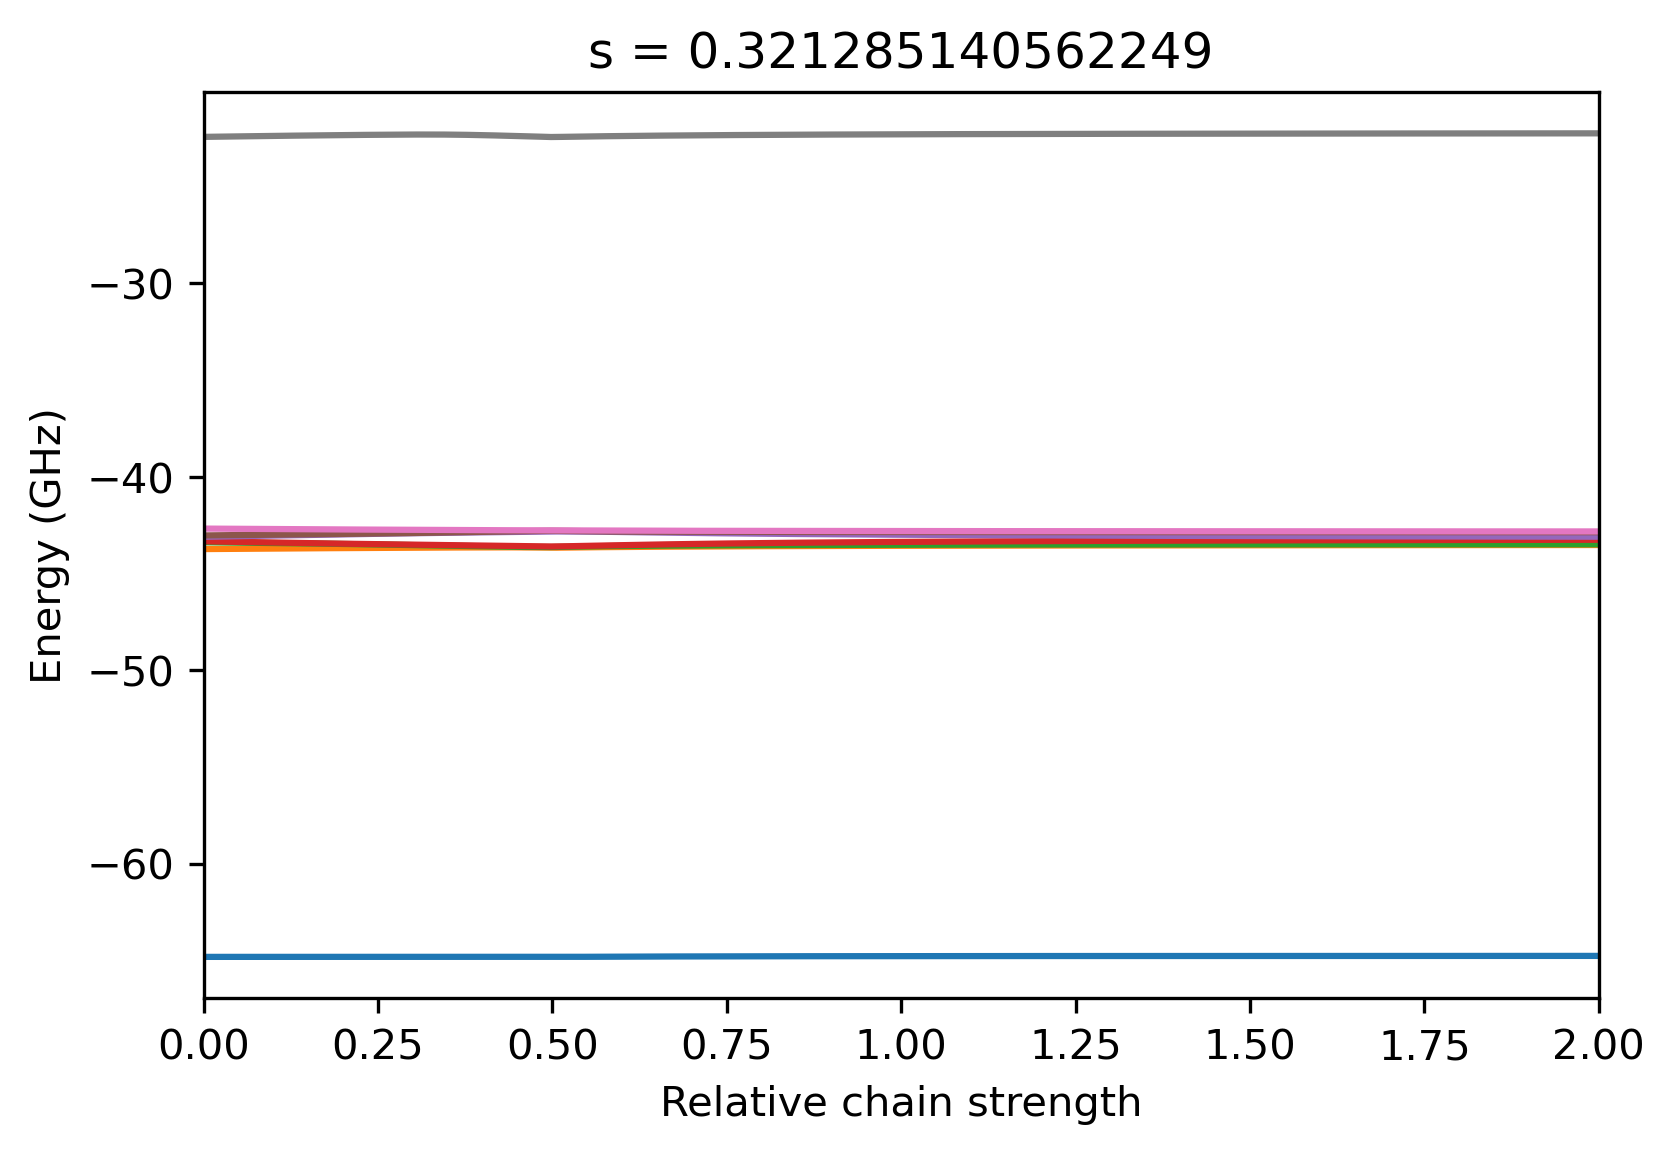 s = 0.321285140562249
−30
−40
−50
−60
Energy (GHz)
0.00 0.25 0.50 0.75 1.00 1.25 1.50 1.75 2.00
Relative chain strength